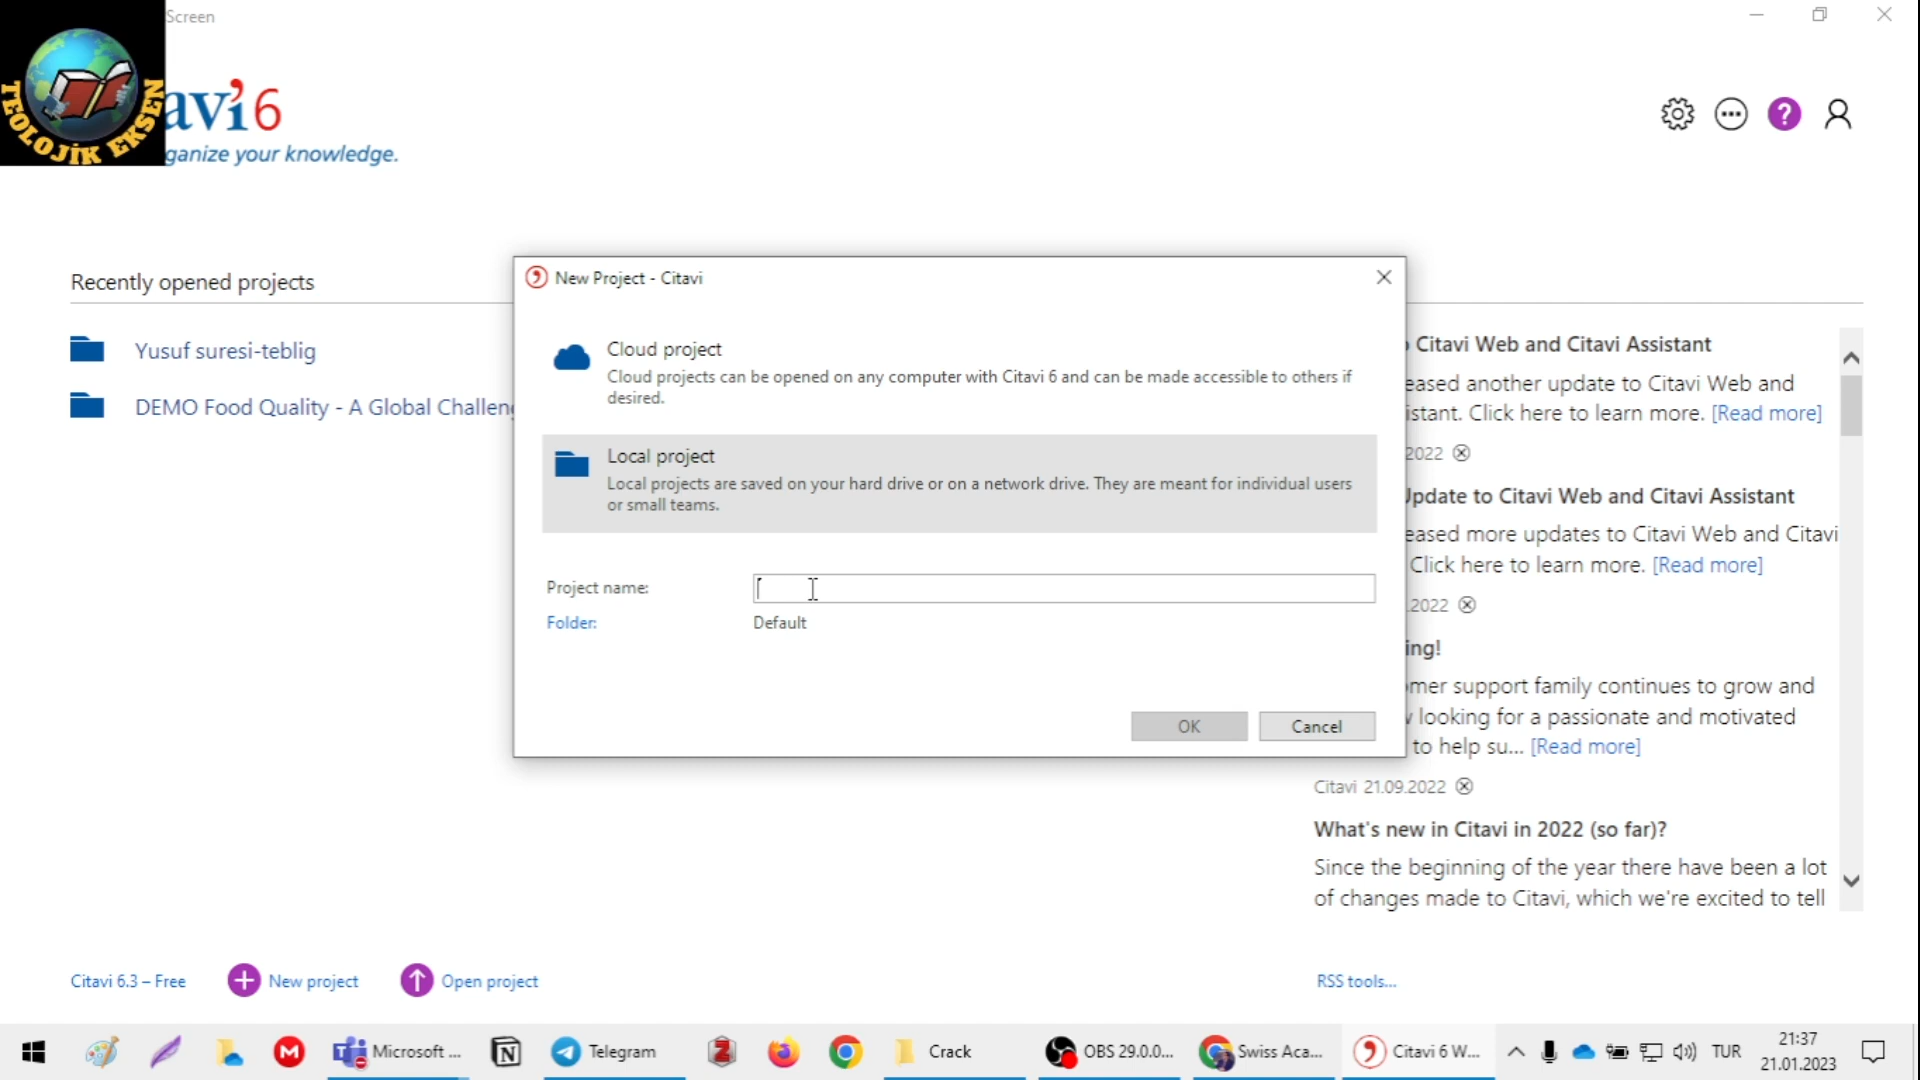 Screen
TEOLOJİK EKSEN
avi 6
ganize your knowledge.
Recently opened projects
Yusuf suresi-teblig
DEMO Food Quality - A Global Challeng
New Project - Citavi
Cloud project
Cloud projects can be opened on any computer with Citavi 6 and can be made accessible to others if
desired.
Local project
Local projects are saved on your hard drive or on a network drive. They are meant for individual users
or small teams.
Project name:
Folder:
Default
OK
Cancel
Citavi Web and Citavi Assistant
eased another update to Citavi Web and
istant. Click here to learn more. [Read more]
2022
Update to Citavi Web and Citavi Assistant
eased more updates to Citavi Web and Citavi
Click here to learn more. [Read more]
.2022
ing!
mer support family continues to grow and
looking for a passionate and motivated
to help su... [Read more]
Citavi 21.09.2022
What's new in Citavi in 2022 (so far)?
Since the beginning of the year there have been a lot
of changes made to Citavi, which we're excited to tell
Citavi 6.3 – Free
New project
Open project
RSS tools...
Microsoft ...
Telegram
Crack
OBS 29.0.0...
Swiss Aca...
Citavi 6 W...
TUR
21:37
21.01.2023